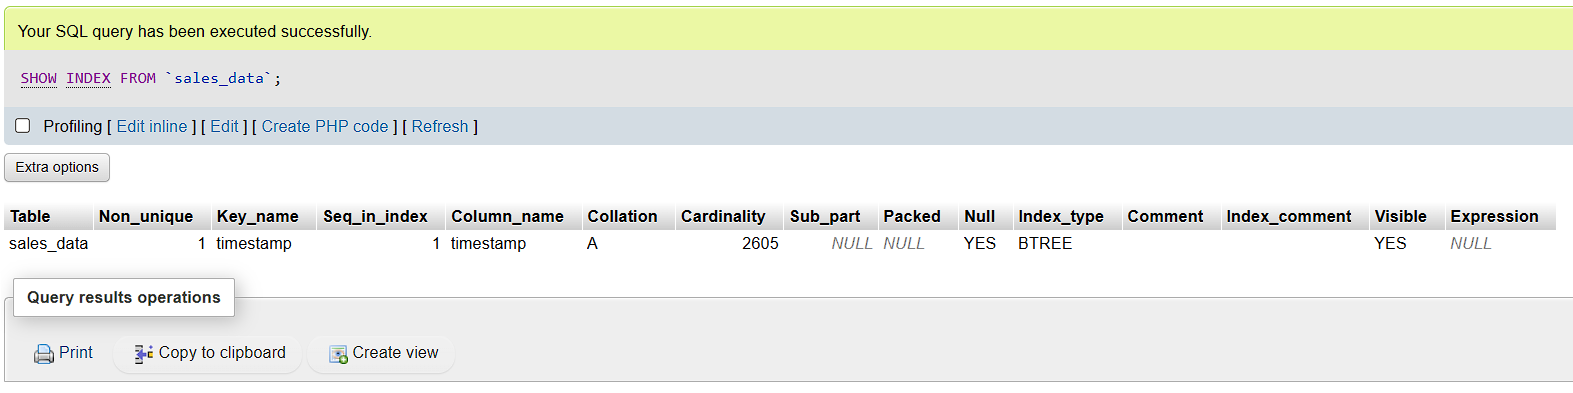 Your SQL query has been executed successfully.
SHOW INDEX FROM `sales_data`;
Profiling [ Edit inline ] [ Edit ] [ Create PHP code ] [ Refresh ]
Extra options
Table Non_unique Key_name Seq_in_index Column_name Collation Cardinality Sub_part Packed Null Index_type Comment Index_comment Visible Expression
sales_data 1 timestamp 1 timestamp A 2605 NULL NULL YES BTREE YES NULL
Query results operations
Print Copy to clipboard Create view